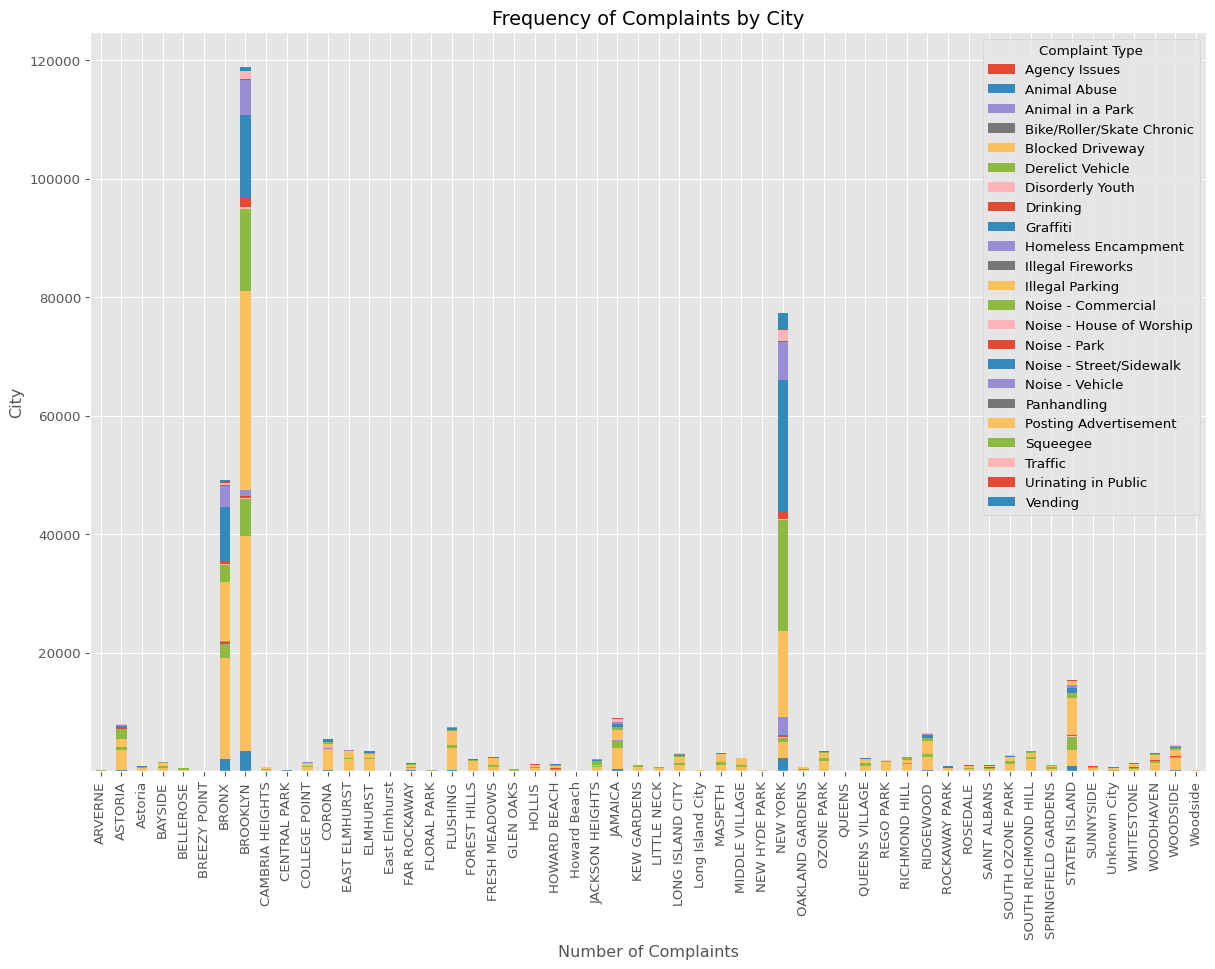 Frequency of Complaints by City
Complaint Type
Agency Issues
Animal Abuse
Animal in a Park
Bike/Roller/Skate Chronic
Blocked Driveway
Derelict Vehicle
Disorderly Youth
Drinking
Graffiti
Homeless Encampment
Illegal Fireworks
Illegal Parking
Noise - Commercial
Noise - House of Worship
Noise - Park
Noise - Street/Sidewalk
Noise - Vehicle
Panhandling
Posting Advertisement
Squeegee
Traffic
Urinating in Public
Vending
120000
100000
80000
60000
40000
20000
City
ARVERNE
ASTORIA
Astoria
BAYSIDE
BELLEROSE
BREEZY POINT
BRONX
BROOKLYN
CAMBRIA HEIGHTS
CENTRAL PARK
COLLEGE POINT
CORONA
EAST ELMHURST
ELMHURST
East Elmhurst
FAR ROCKAWAY
FLORAL PARK
FLUSHING
FOREST HILLS
FRESH MEADOWS
GLEN OAKS
HOLLIS
HOWARD BEACH
Howard Beach
JACKSON HEIGHTS
JAMAICA
KEW GARDENS
LITTLE NECK
LONG ISLAND CITY
Long Island City
MASPETH
MIDDLE VILLAGE
NEW HYDE PARK
NEW YORK
OAKLAND GARDENS
OZONE PARK
QUEENS
QUEENS VILLAGE
REGO PARK
RICHMOND HILL
RIDGEWOOD
ROCKAWAY PARK
ROSEDALE
SAINT ALBANS
SOUTH OZONE PARK
SOUTH RICHMOND HILL
SPRINGFIELD GARDENS
STATEN ISLAND
SUNNYSIDE
Unknown City
WHITESTONE
WOODHAVEN
WOODSIDE
Woodside
Number of Complaints